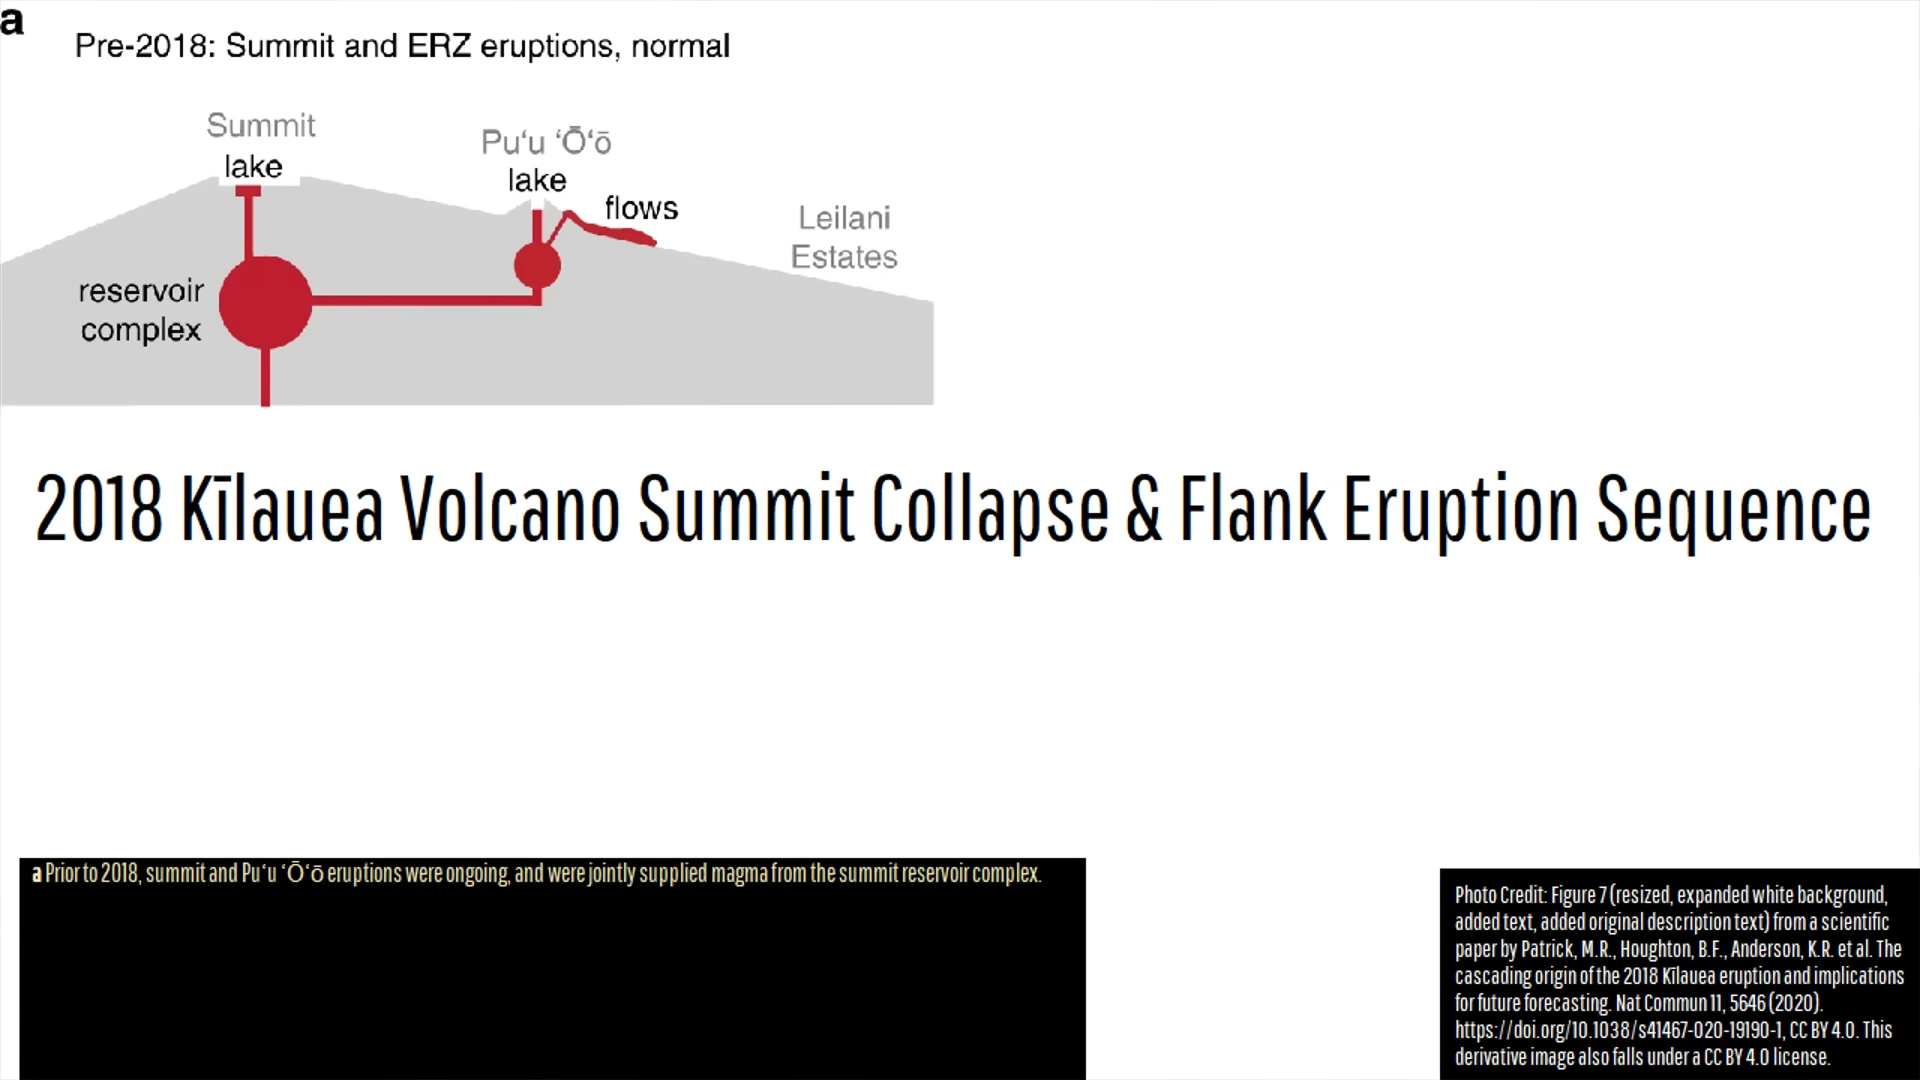 a
Pre-2018: Summit and ERZ eruptions, normal
Summit
lake
Puʻu ʻŌʻō
lake
flows
Leilani
Estates
reservoir
complex
2018 Kīlauea Volcano Summit Collapse & Flank Eruption Sequence
a Prior to 2018, summit and Puʻu ʻŌʻō eruptions were ongoing, and were jointly supplied magma from the summit reservoir complex.
Photo Credit: Figure 7 (resized, expanded white background,
added text, added original description text) from a scientific
paper by Patrick, M.R., Houghton, B.F., Anderson, K.R. et al. The
cascading origin of the 2018 Kīlauea eruption and implications
for future forecasting. Nat Commun 11, 5646 (2020).
https://doi.org/10.1038/s41467-020-19190-1, CC BY 4.0. This
derivative image also falls under a CC BY 4.0 license.